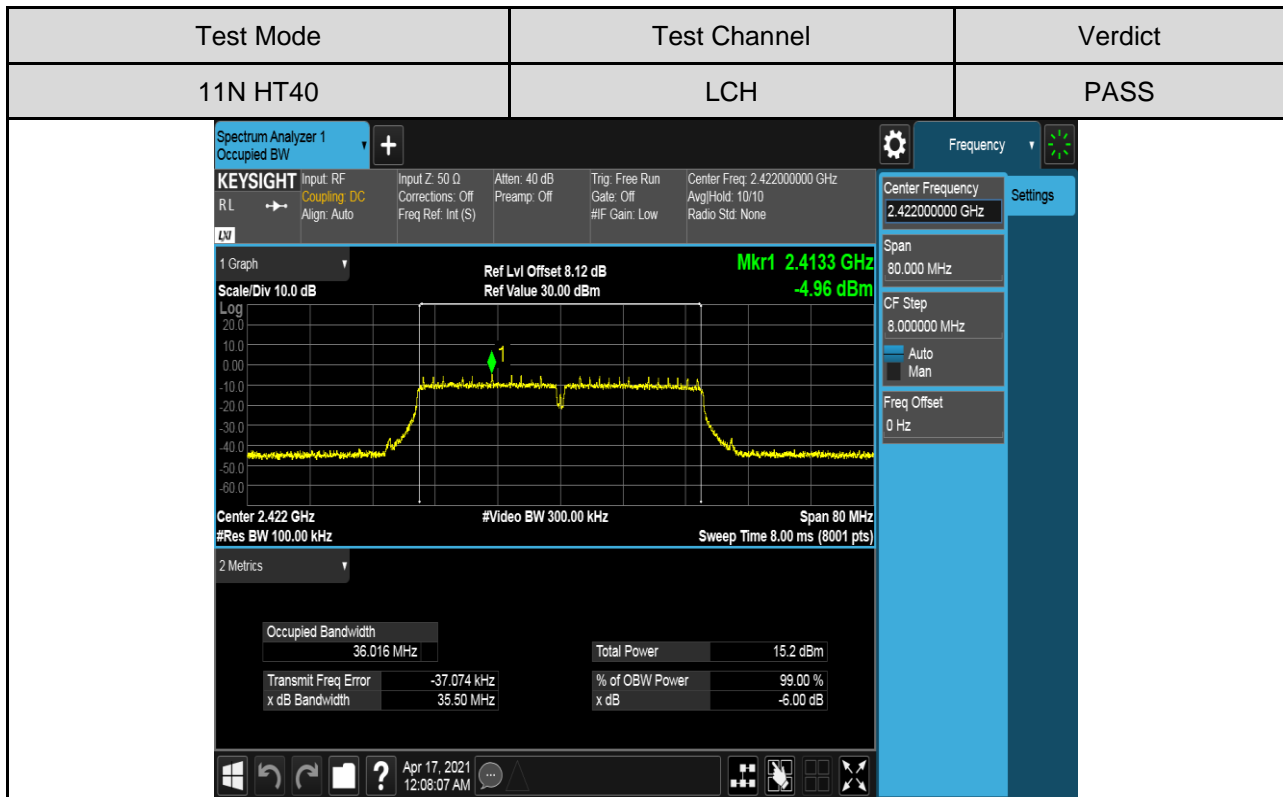 Test Mode Test Channel Verdict
11N HT40 LCH PASS
Spectrum Analyzer 1
Occupied BW
+
Frequency
KEYSIGHT
RL
LXI
Input: RF
Coupling: DC
Align: Auto
Input Z: 50 Ω
Corrections: Off
Freq Ref: Int (S)
Atten: 40 dB
Preamp: Off
Trig: Free Run
Gate: Off
#IF Gain: Low
Center Freq: 2.422000000 GHz
Avg|Hold: 10/10
Radio Std: None
Center Frequency
2.422000000 GHz
Settings
Span
80.000 MHz
CF Step
8.000000 MHz
Auto
Man
Freq Offset
0 Hz
1 Graph
Scale/Div 10.0 dB
Ref Lvl Offset 8.12 dB
Ref Value 30.00 dBm
Mkr1 2.4133 GHz
-4.96 dBm
Log
20.0
10.0
0.00
-10.0
-20.0
-30.0
-40.0
-50.0
-60.0
1
Center 2.422 GHz #Video BW 300.00 kHz Span 80 MHz
#Res BW 100.00 kHz Sweep Time 8.00 ms (8001 pts)
2 Metrics
Occupied Bandwidth
36.016 MHz
Total Power 15.2 dBm
Transmit Freq Error -37.074 kHz
% of OBW Power 99.00 %
x dB Bandwidth 35.50 MHz
x dB -6.00 dB
?
Apr 17, 2021
12:08:07 AM